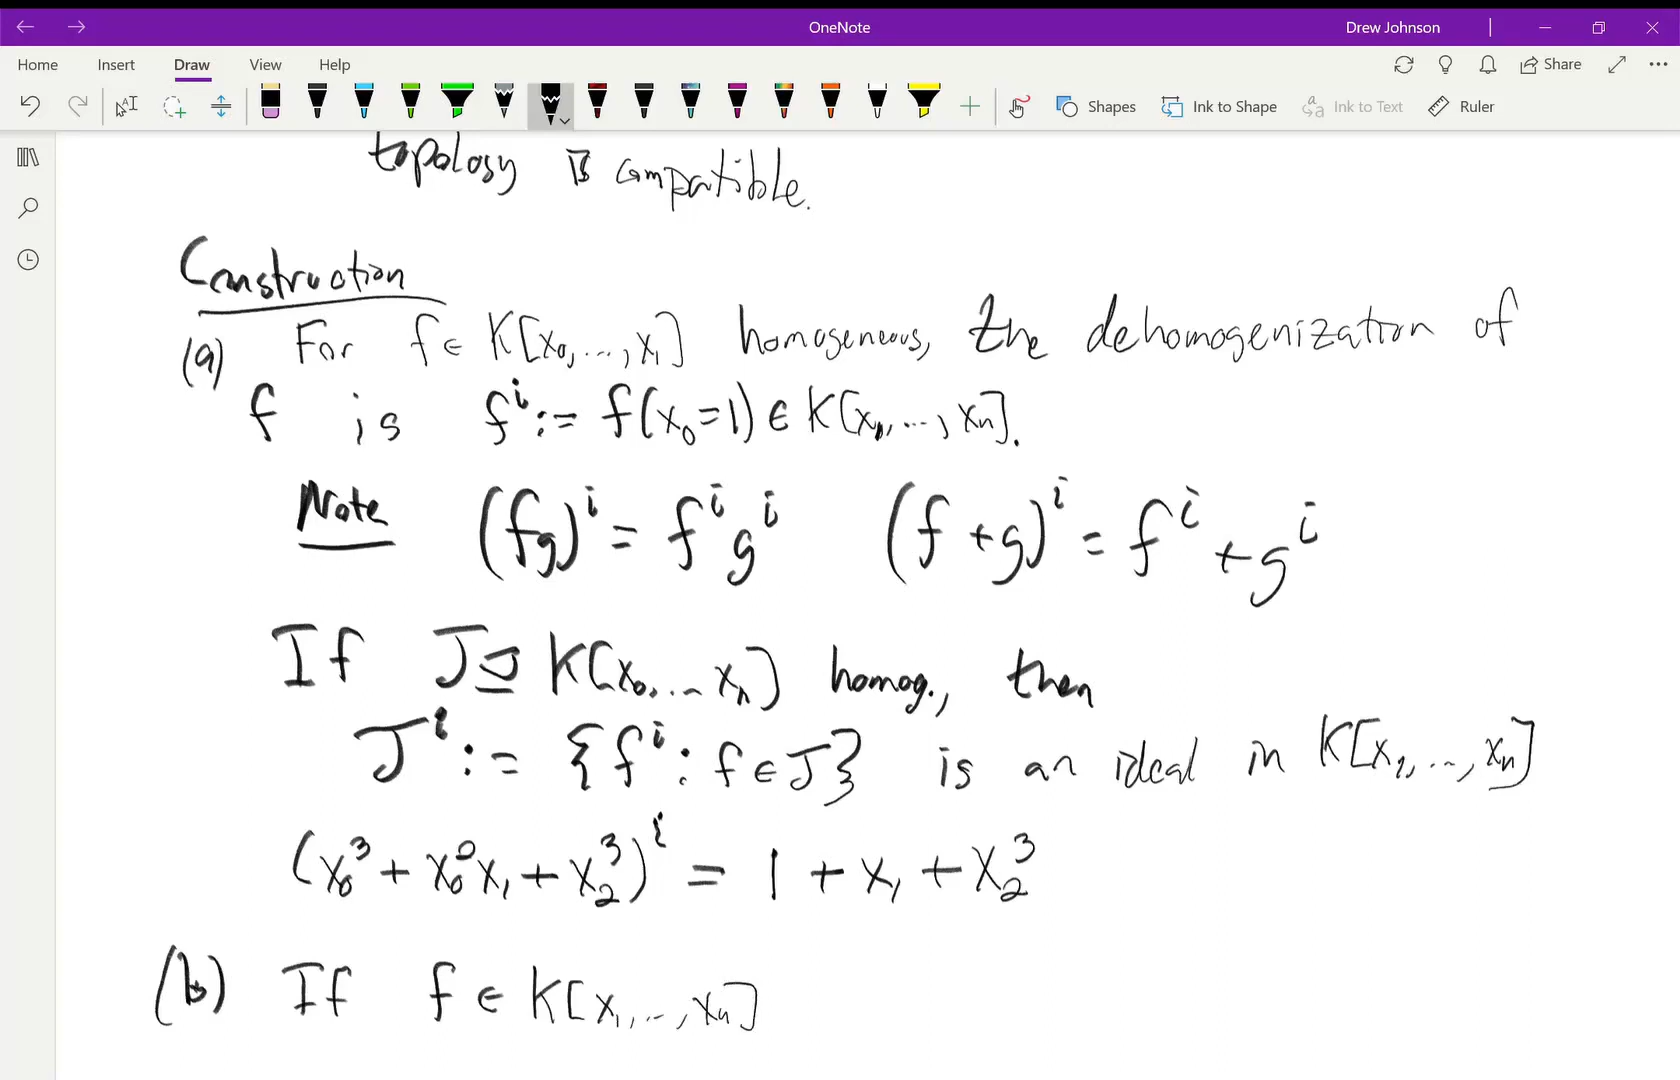 OneNote
Drew Johnson
Home Insert Draw View Help
Share
Shapes Ink to Shape Ink to Text Ruler
topology is compatible.
Construction
(a) For f ∈ K[x₀, ..., x₁] homogeneous, the dehomogenization of
f is fⁱ := f(x₀=1) ∈ K[x₁, ..., xₙ].
Note (fg)ⁱ = fⁱgⁱ (f+g)ⁱ = fⁱ+gⁱ
If J ⊴ K[x₀, ... xₙ] homog., then
Jⁱ := {fⁱ : f ∈ J} is an ideal in K[x₁, ..., xₙ]
(x₀³ + x₀²x₁ + x₂³)ⁱ = 1 + x₁ + x₂³
(b) If f ∈ K[x₁, ..., xₙ]